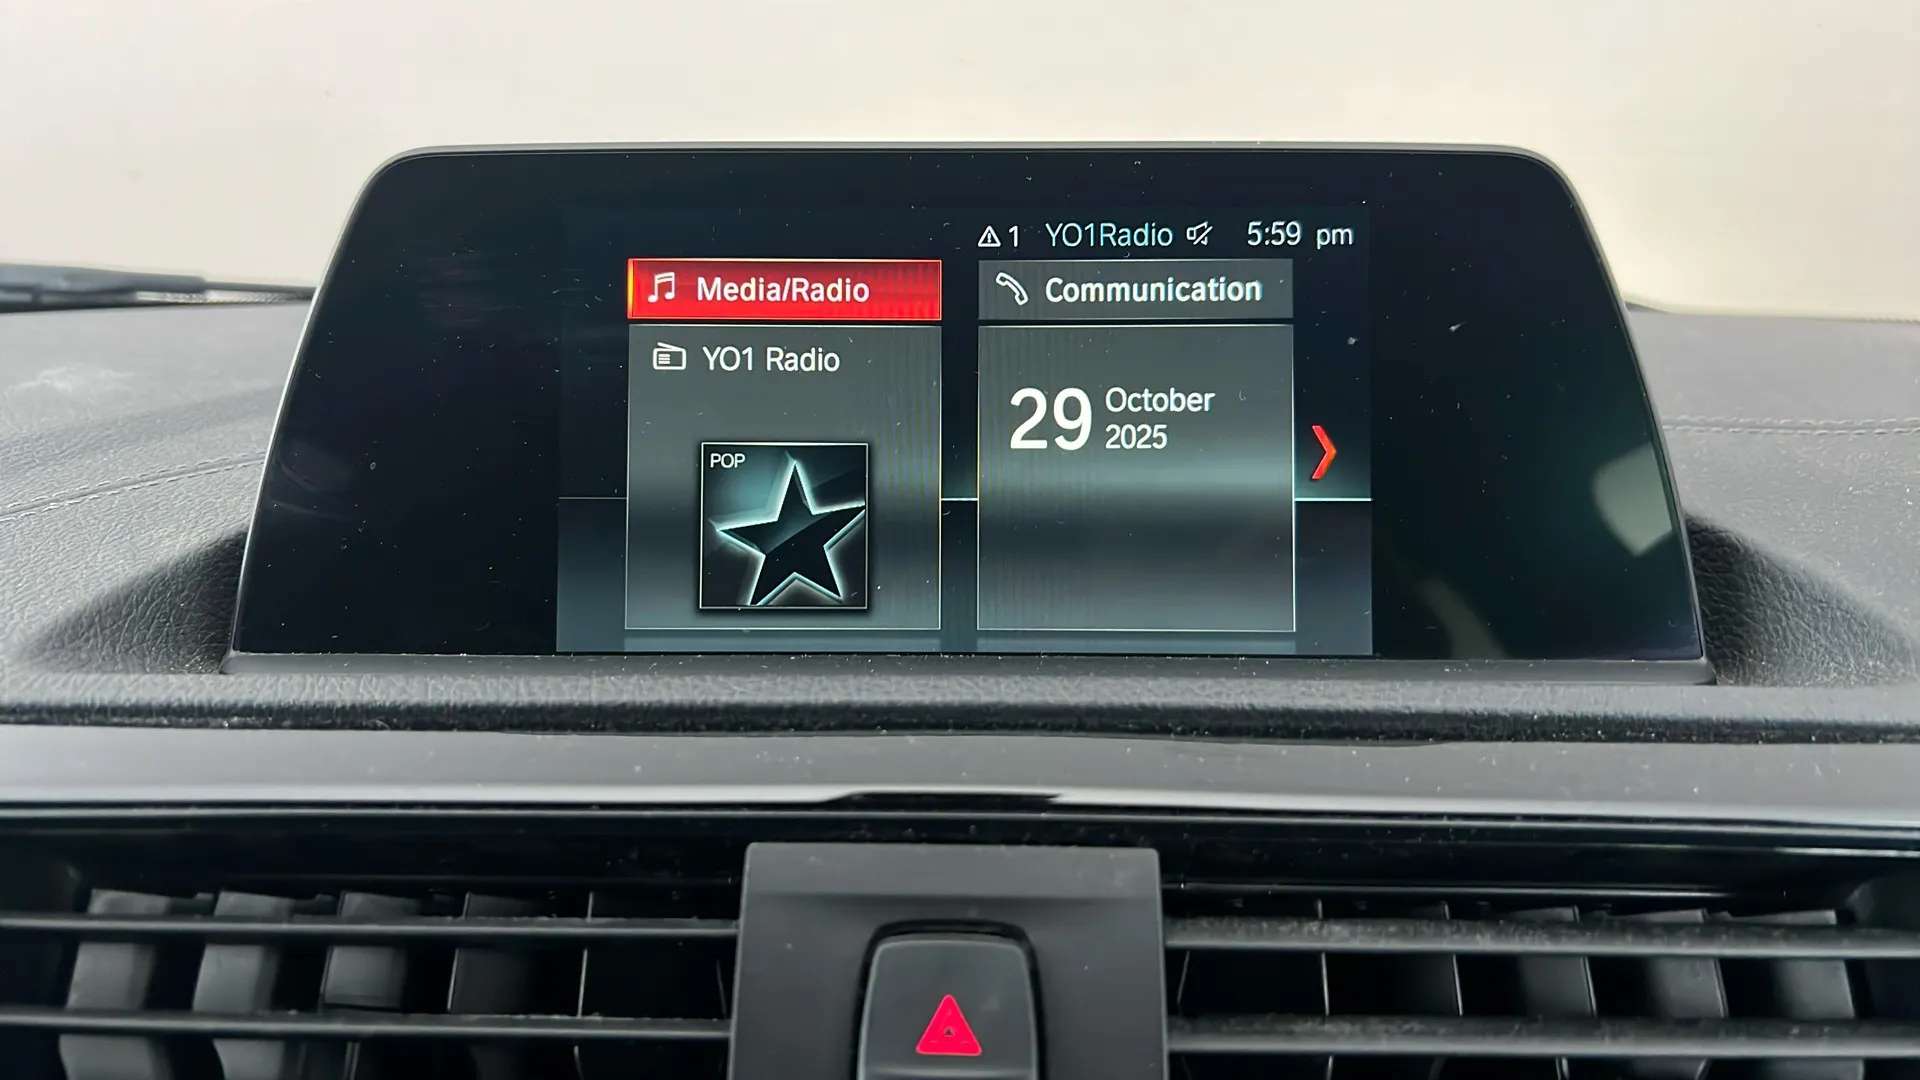 1 YO1Radio 5:59 pm
Media/Radio
Communication
YO1 Radio
POP
29 October
2025